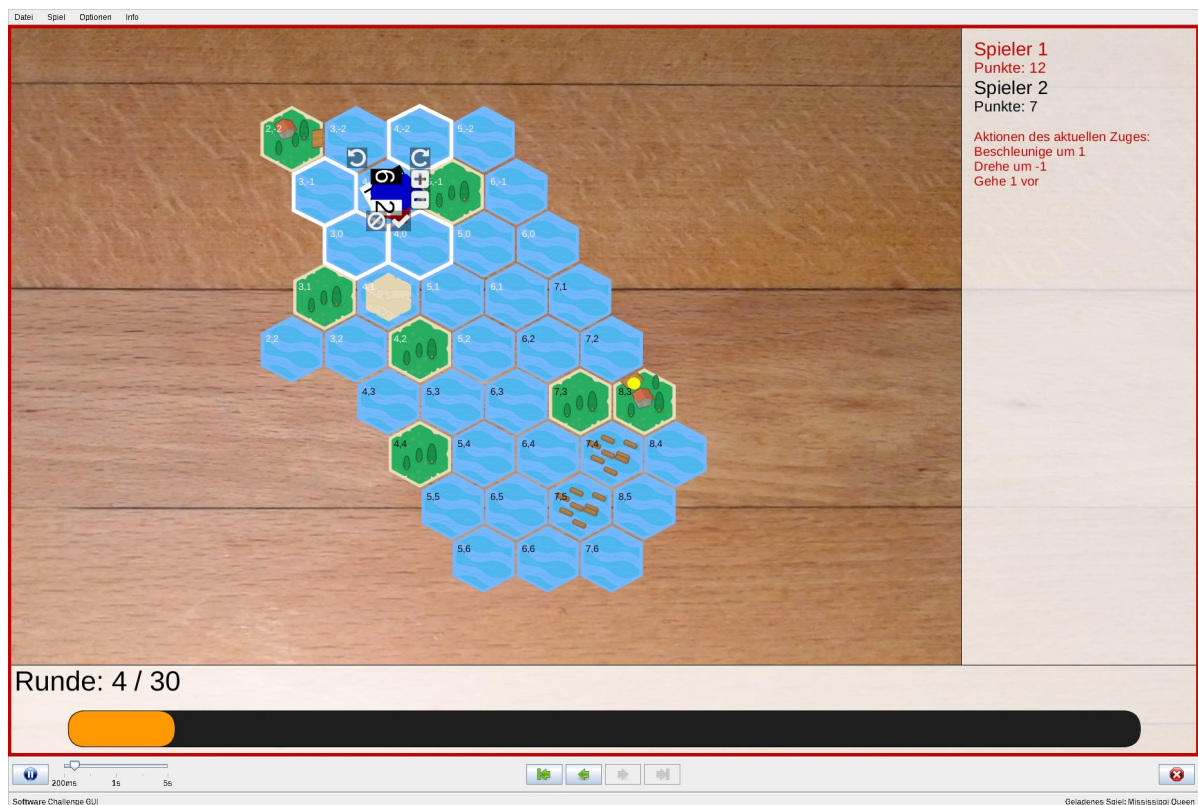 Datei Spiel Optionen Info
Spieler 1
Punkte: 12
Spieler 2
Punkte: 7
Aktionen des aktuellen Zuges:
Beschleunige um 1
Drehe um -1
Gehe 1 vor
2,-2 3,-2 4,-2 5,-2
3,-1 6,-1
6 2
3,0 4,0 5,0 6,0
3,1 4,1 5,1 6,1 7,1
2,2 3,2 4,2 5,2 6,2 7,2
4,3 5,3 6,3 7,3 8,3
4,4 5,4 6,4 7,4 8,4
5,5 6,5 7,5 8,5
5,6 6,6 7,6
Runde: 4 / 30
200ms 1s 5s
Software Challenge GUI Geladenes Spiel: Mississippi Queen